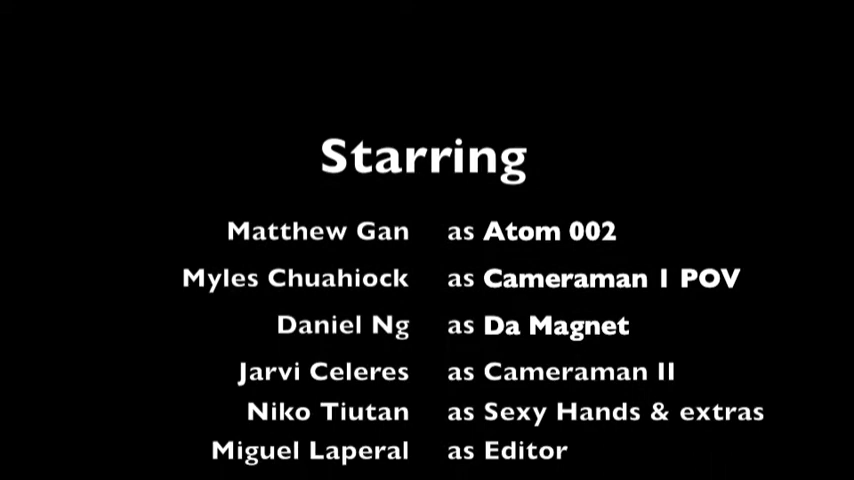 Starring
Matthew Gan as Atom 002
Myles Chuahiock as Cameraman 1 POV
Daniel Ng as Da Magnet
Jarvi Celeres as Cameraman II
Niko Tiutan as Sexy Hands & extras
Miguel Laperal as Editor